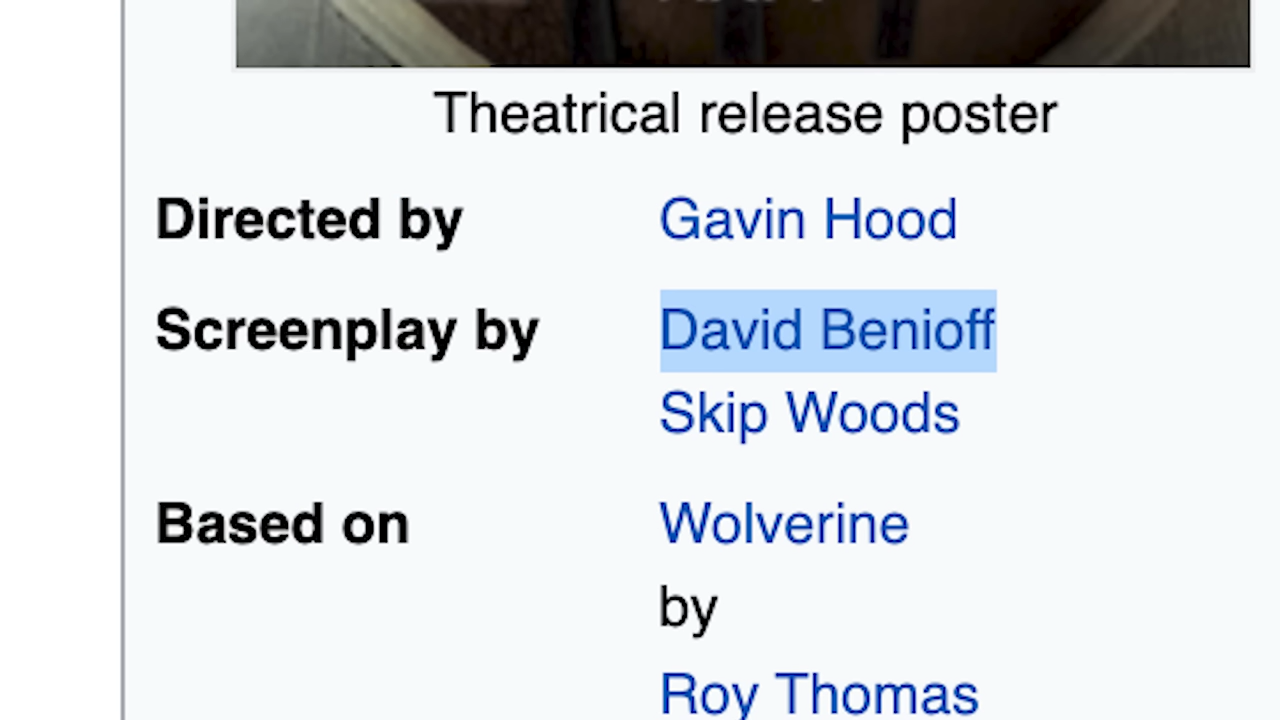 Theatrical release poster
Directed by Gavin Hood
Screenplay by David Benioff
Skip Woods
Based on Wolverine
by
Roy Thomas